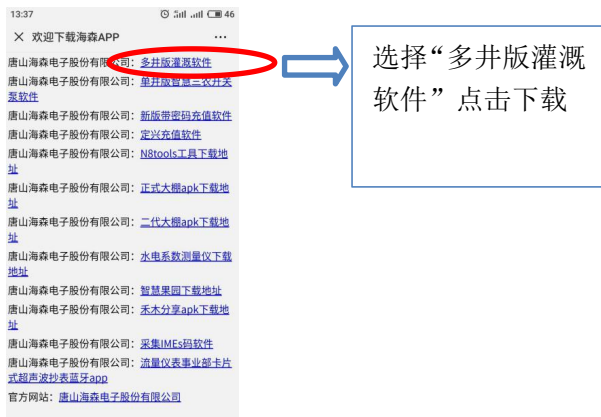 13:37
46
欢迎下载海森APP
唐山海森电子股份有限公司：多井版灌溉软件
唐山海森电子股份有限公司：单井版智慧三农开关
泵软件
唐山海森电子股份有限公司：新版带密码充值软件
唐山海森电子股份有限公司：定兴充值软件
唐山海森电子股份有限公司：N8tools工具下载地
址
唐山海森电子股份有限公司：正式大棚apk下载地
址
唐山海森电子股份有限公司：二代大棚apk下载地
址
唐山海森电子股份有限公司：水电系数测量仪下载
地址
唐山海森电子股份有限公司：智慧果园下载地址
唐山海森电子股份有限公司：禾木分享apk下载地
址
唐山海森电子股份有限公司：采集IMEs码软件
唐山海森电子股份有限公司：流量仪表事业部卡片
式超声波抄表蓝牙app
官方网站：唐山海森电子股份有限公司
选择“多井版灌溉
软件”点击下载